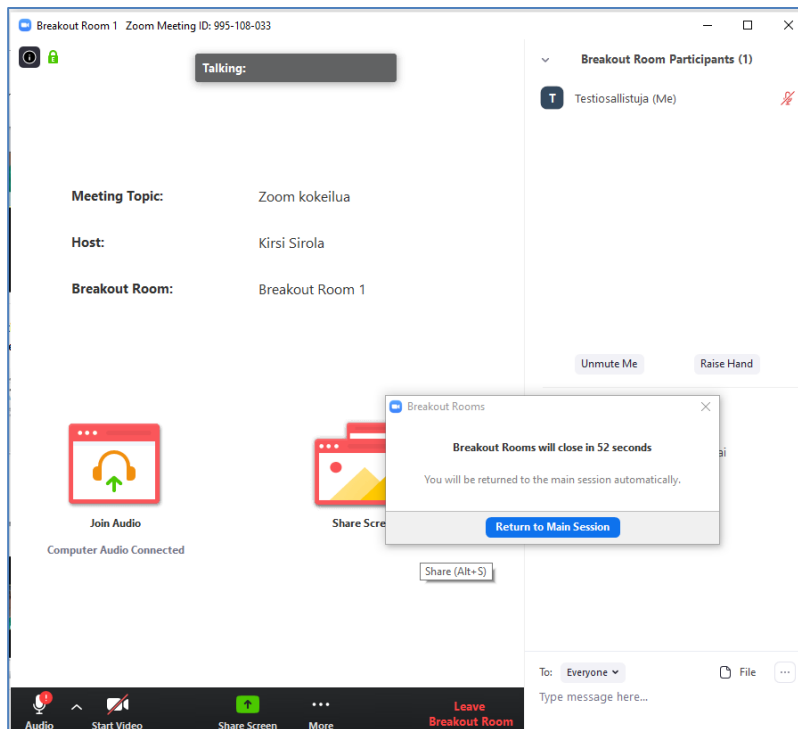 Breakout Room 1 Zoom Meeting ID: 995-108-033
Talking:
Breakout Room Participants (1)
T Testiosallistuja (Me)
Meeting Topic: Zoom kokeilua
Host: Kirsi Sirola
Breakout Room: Breakout Room 1
Unmute Me Raise Hand
Breakout Rooms
Breakout Rooms will close in 52 seconds
You will be returned to the main session automatically.
Return to Main Session
ai
Join Audio
Share Scre
Computer Audio Connected
Share (Alt+S)
To: Everyone File
Type message here...
Audio Start Video Share Screen More
Leave
Breakout Room